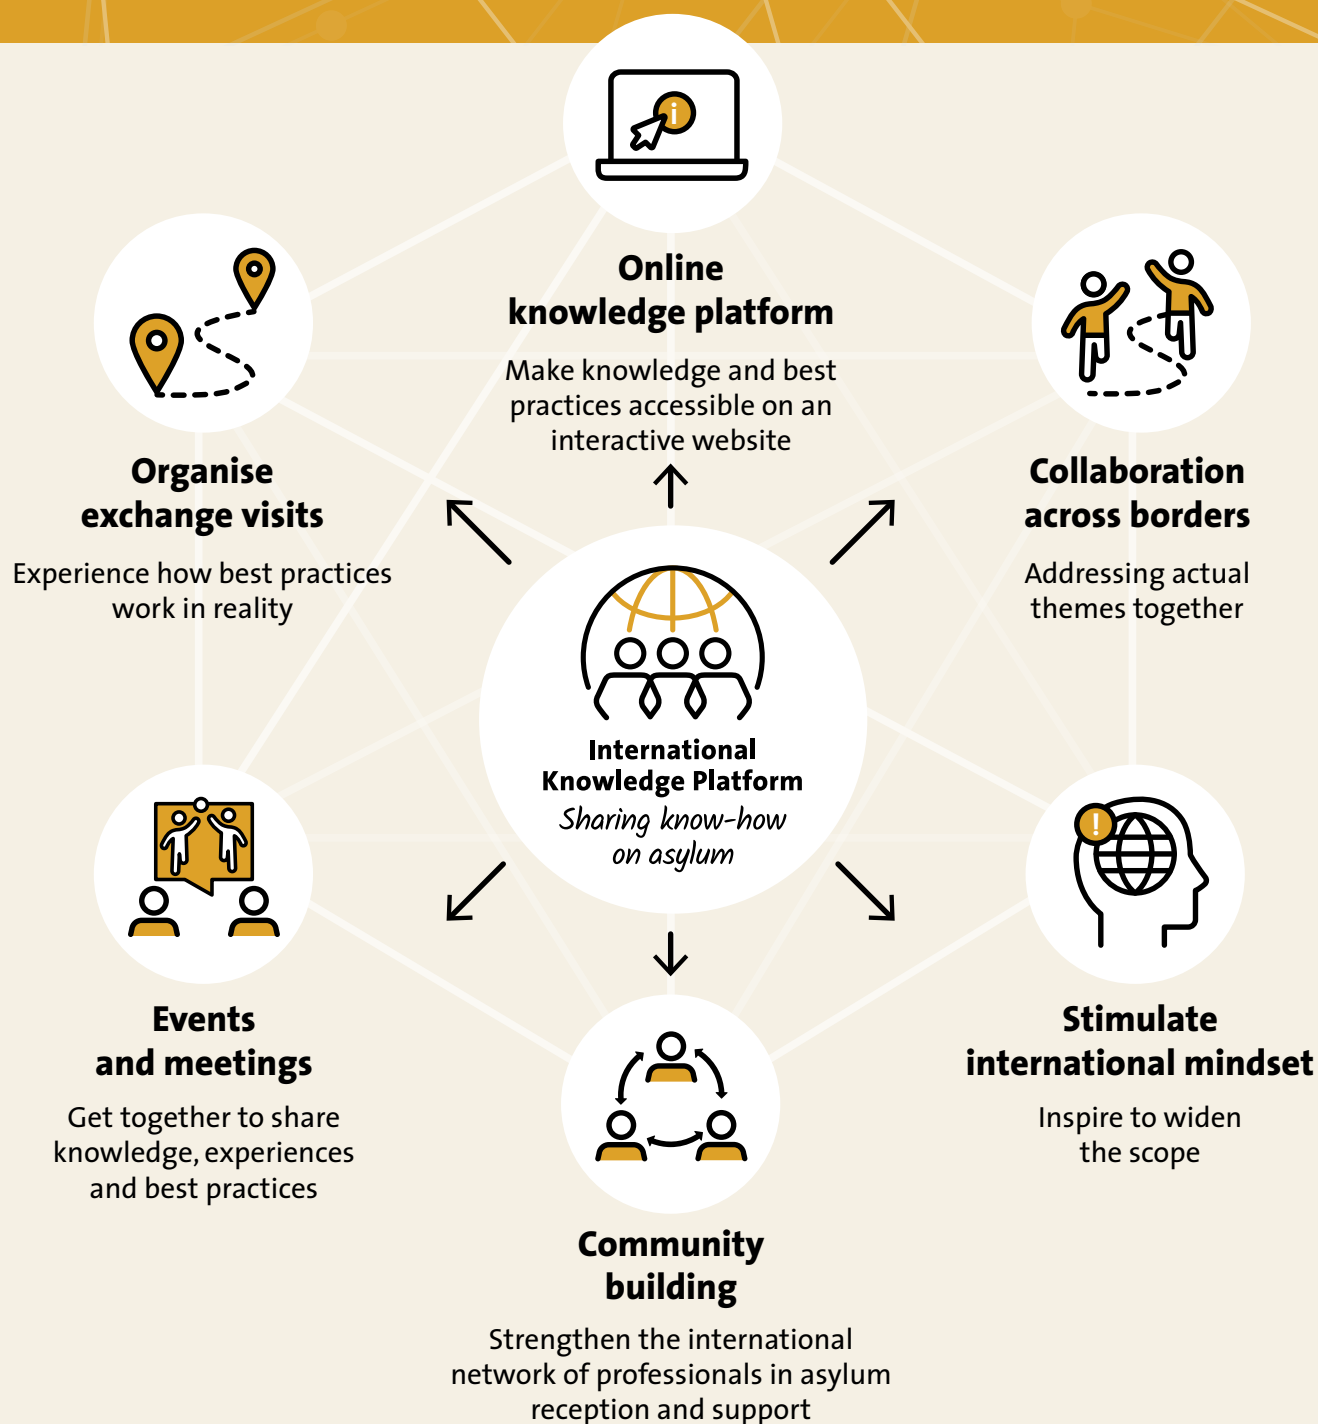 Online
knowledge platform
Make knowledge and best
practices accessible on an
interactive website
Organise
exchange visits
Experience how best practices
work in reality
Collaboration
across borders
Addressing actual
themes together
International
Knowledge Platform
Sharing know-how
on asylum
Events
and meetings
Get together to share
knowledge, experiences
and best practices
Stimulate
international mindset
Inspire to widen
the scope
Community
building
Strengthen the international
network of professionals in asylum
reception and support